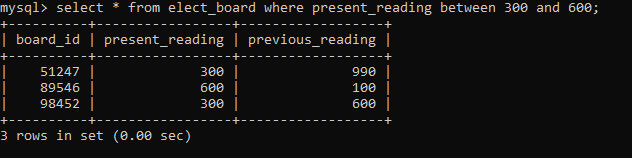 mysql> select * from elect_board where present_reading between 300 and 600;
+----------+-----------------+------------------+
| board_id | present_reading | previous_reading |
+----------+-----------------+------------------+
|    51247 |             300 |              990 |
|    89546 |             600 |              100 |
|    98452 |             300 |              600 |
+----------+-----------------+------------------+
3 rows in set (0.00 sec)